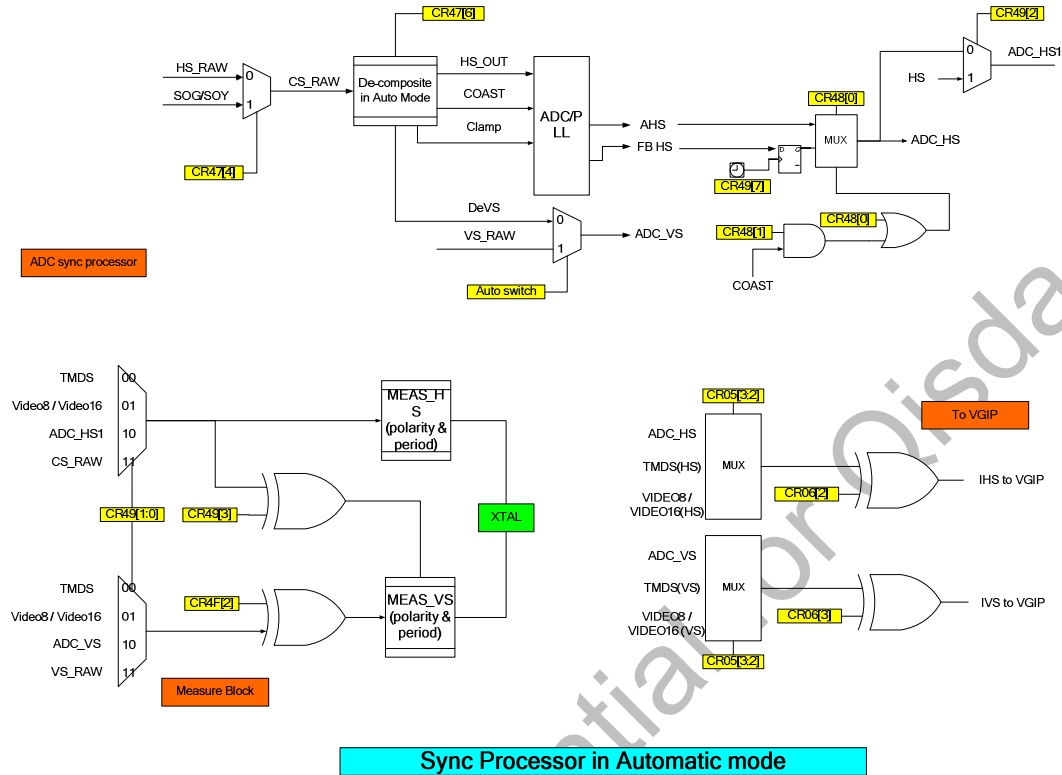 CR47[6]
CR49[2]
HS_RAW
0
CS_RAW
SOG/SOY
1
CR47[4]
De-composite
in Auto Mode
HS_OUT
COAST
Clamp
ADC/P
LL
AHS
FB HS
CR49[7]
D
CR48[0]
MUX
ADC_HS
0
HS
1
ADC_HS1
DeVS
0
VS_RAW
1
ADC_VS
Auto switch
CR48[1]
CR48[0]
COAST
ADC sync processor
TMDS
00
Video8 / Video16
01
ADC_HS1
10
CS_RAW
11
MEAS_H
S
(polarity &
period)
CR49[1:0]
CR49[3]
XTAL
TMDS
00
Video8 / Video16
01
ADC_VS
10
VS_RAW
11
CR4F[2]
MEAS_VS
(polarity &
period)
Measure Block
CR05[3:2]
To VGIP
ADC_HS
TMDS(HS)
MUX
VIDEO8 /
VIDEO16(HS)
CR06[2]
IHS to VGIP
ADC_VS
TMDS(VS)
MUX
VIDEO8 /
VIDEO16(VS)
CR06[3]
IVS to VGIP
CR05[3:2]
Sync Processor in Automatic mode
tial for Qisda